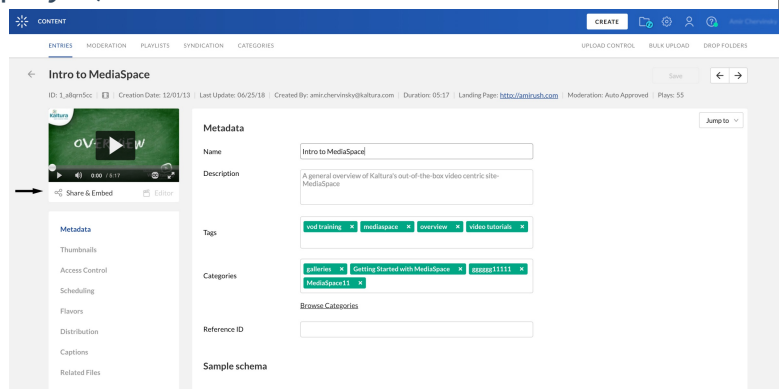 CONTENT
CREATE
ENTRIES MODERATION PLAYLISTS SYNDICATION CATEGORIES
UPLOAD CONTROL BULK UPLOAD DROP FOLDERS
Intro to MediaSpace
Save
ID: 1_a8qrn5cc | Creation Date: 12/01/13 | Last Update: 06/25/18 | Created By: amir.chervinsky@kaltura.com | Duration: 05:17 | Landing Page: http://amirush.com | Moderation: Auto Approved | Plays: 55
kaltura
OVERVIEW
0:00 / 5:17
Share & Embed
Editor
Metadata
Thumbnails
Access Control
Scheduling
Flavors
Distribution
Captions
Related Files
Metadata
Jump to
Name
Intro to MediaSpace
Description
A general overview of Kaltura's out-of-the-box video centric site-
MediaSpace
Tags
vod training × mediaspace × overview × video tutorials ×
Categories
galleries × Getting Started with MediaSpace × gggggg11111 ×
MediaSpace11 ×
Browse Categories
Reference ID
Sample schema